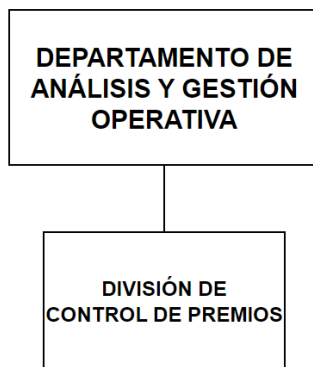 DEPARTAMENTO DE
ANÁLISIS Y GESTIÓN
OPERATIVA
DIVISIÓN DE
CONTROL DE PREMIOS